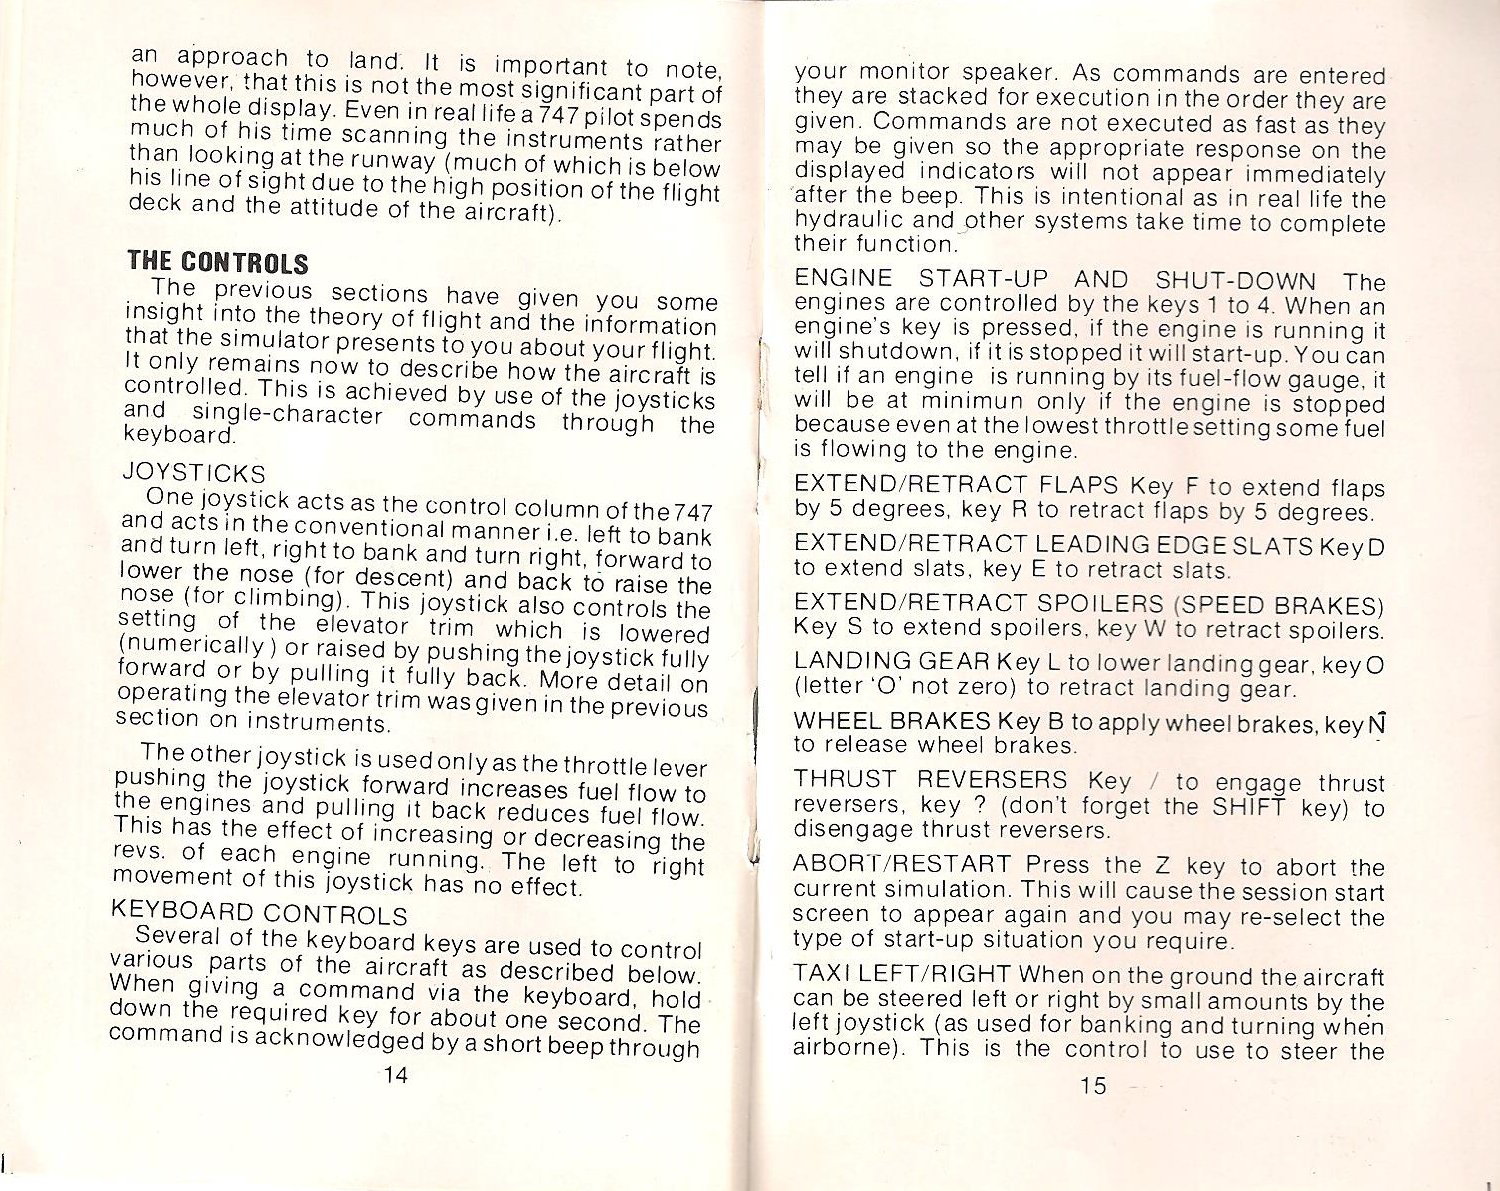 an approach to land. It is important to note,
however, that this is not the most significant part of
the whole display. Even in real life a 747 pilot spends
much of his time scanning the instruments rather
than looking at the runway (much of which is below
his line of sight due to the high position of the flight
deck and the attitude of the aircraft).
THE CONTROLS
The previous sections have given you some
insight into the theory of flight and the information
that the simulator presents to you about your flight.
It only remains now to describe how the aircraft is
controlled. This is achieved by use of the joysticks
and single-character commands through the
keyboard.
JOYSTICKS
One joystick acts as the control column of the 747
and acts in the conventional manner i.e. left to bank
and turn left, right to bank and turn right, forward to
lower the nose (for descent) and back to raise the
nose (for climbing). This joystick also controls the
setting of the elevator trim which is lowered
(numerically) or raised by pushing the joystick fully
forward or by pulling it fully back. More detail on
operating the elevator trim was given in the previous
section on instruments.
The other joystick is used only as the throttle lever
pushing the joystick forward increases fuel flow to
the engines and pulling it back reduces fuel flow.
This has the effect of increasing or decreasing the
revs. of each engine running. The left to right
movement of this joystick has no effect.
KEYBOARD CONTROLS
Several of the keyboard keys are used to control
various parts of the aircraft as described below.
When giving a command via the keyboard, hold
down the required key for about one second. The
command is acknowledged by a short beep through
14
your monitor speaker. As commands are entered
they are stacked for execution in the order they are
given. Commands are not executed as fast as they
may be given so the appropriate response on the
displayed indicators will not appear immediately
after the beep. This is intentional as in real life the
hydraulic and other systems take time to complete
their function.
ENGINE START-UP AND SHUT-DOWN The
engines are controlled by the keys 1 to 4. When an
engine's key is pressed, if the engine is running it
will shutdown, if it is stopped it will start-up. You can
tell if an engine is running by its fuel-flow gauge, it
will be at minimun only if the engine is stopped
because even at the lowest throttle setting some fuel
is flowing to the engine.
EXTEND/RETRACT FLAPS Key F to extend flaps
by 5 degrees, key R to retract flaps by 5 degrees.
EXTEND/RETRACT LEADING EDGE SLATS Key D
to extend slats, key E to retract slats.
EXTEND/RETRACT SPOILERS (SPEED BRAKES)
Key S to extend spoilers, key W to retract spoilers.
LANDING GEAR Key L to lower landing gear, key O
(letter 'O' not zero) to retract landing gear.
WHEEL BRAKES Key B to apply wheel brakes, key N
to release wheel brakes.
THRUST REVERSERS Key / to engage thrust
reversers, key ? (don't forget the SHIFT key) to
disengage thrust reversers.
ABORT/RESTART Press the Z key to abort the
current simulation. This will cause the session start
screen to appear again and you may re-select the
type of start-up situation you require.
TAXI LEFT/RIGHT When on the ground the aircraft
can be steered left or right by small amounts by the
left joystick (as used for banking and turning when
airborne). This is the control to use to steer the
15